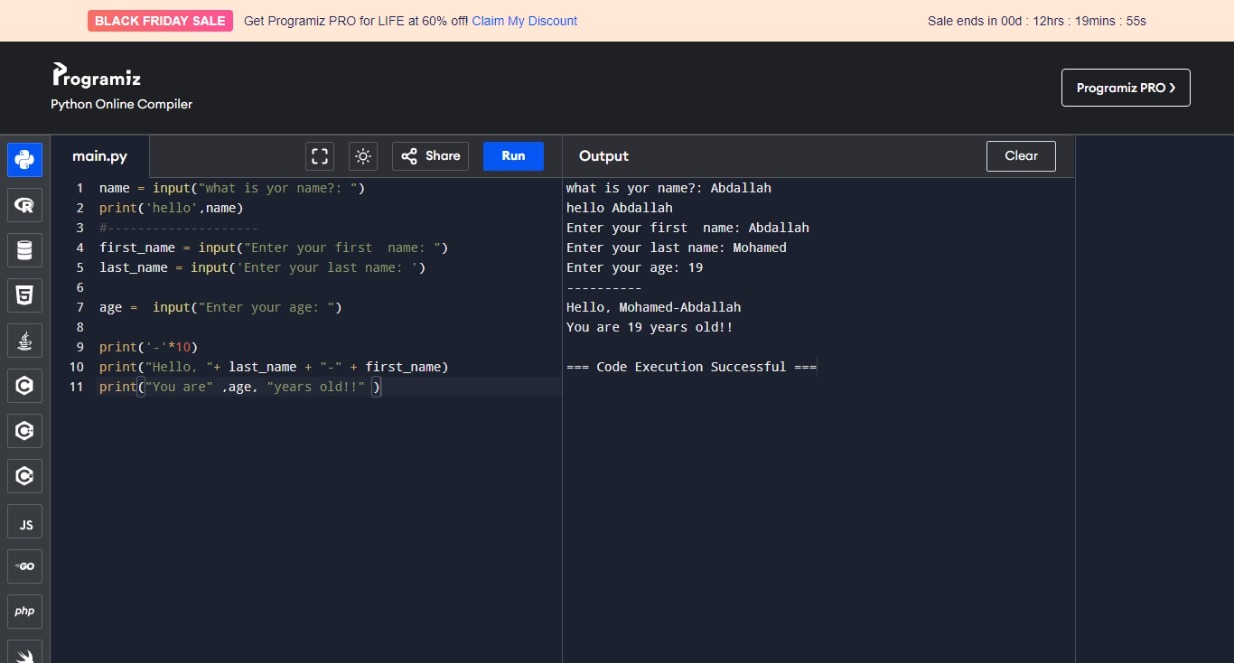 BLACK FRIDAY SALE Get Programiz PRO for LIFE at 60% off! Claim My Discount Sale ends in 00d : 12hrs : 19mins : 55s
Programiz
Python Online Compiler
Programiz PRO
main.py Share Run
1 name = input("what is yor name?: ")
2 print('hello',name)
3 #--------------------
4 first_name = input("Enter your first  name: ")
5 last_name = input('Enter your last name: ')
6
7 age =  input("Enter your age: ")
8
9 print('-'*10)
10 print("Hello, "+ last_name + "-" + first_name)
11 print("You are" ,age, "years old!!" )
Output Clear
what is yor name?: Abdallah
hello Abdallah
Enter your first  name: Abdallah
Enter your last name: Mohamed
Enter your age: 19
----------
Hello, Mohamed-Abdallah
You are 19 years old!!
=== Code Execution Successful ===
JS
GO
php